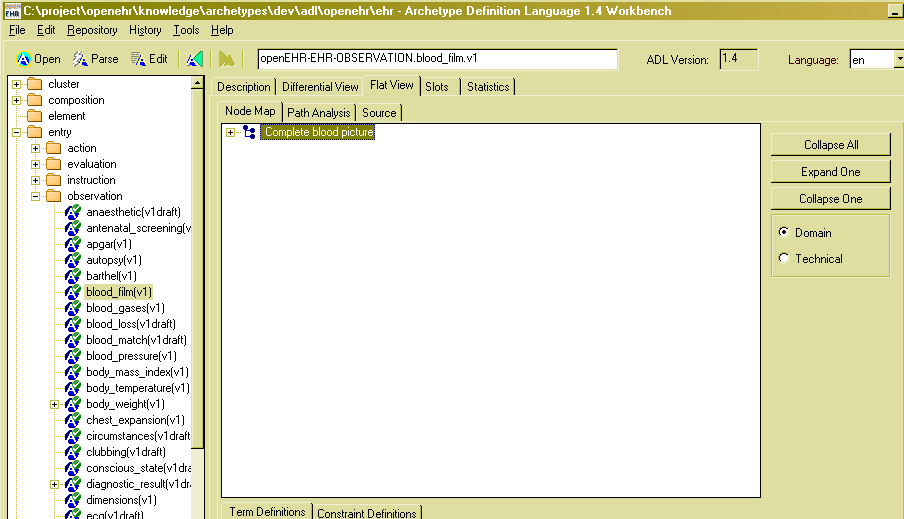 C:\project\openehr\knowledge\archetypes\dev\adl\openehr\ehr - Archetype Definition Language 1.4 Workbench
File Edit Repository History Tools Help
Open Parse Edit openEHR-EHR-OBSERVATION.blood_film.v1 ADL Version: 1.4 Language: en
cluster
composition
element
entry
action
evaluation
instruction
observation
anaesthetic(v1draft)
antenatal_screening(v
apgar(v1)
autopsy(v1)
barthel(v1)
blood_film(v1)
blood_gases(v1)
blood_loss(v1draft)
blood_match(v1draft)
blood_pressure(v1)
body_mass_index(v1)
body_temperature(v1)
body_weight(v1)
chest_expansion(v1)
circumstances(v1draft
clubbing(v1draft)
conscious_state(v1dra
diagnostic_result(v1dr
dimensions(v1)
ecg(v1draft)
Description Differential View Flat View Slots Statistics
Node Map Path Analysis Source
Complete blood picture
Collapse All
Expand One
Collapse One
Domain
Technical
Term Definitions Constraint Definitions